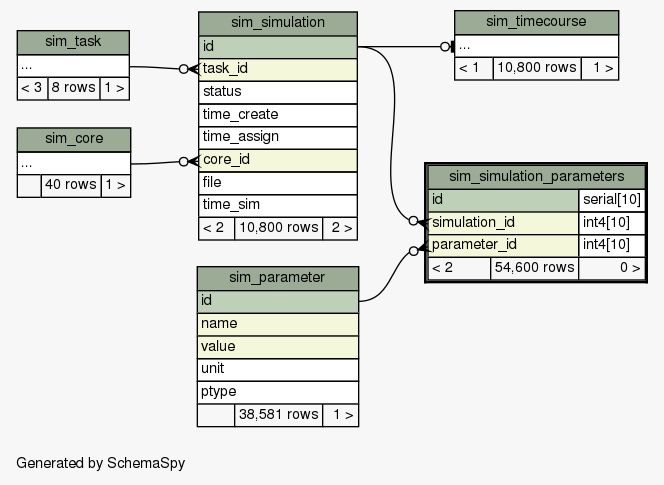 sim_task
...
< 3 8 rows 1 >
sim_core
...
40 rows 1 >
sim_simulation
id
task_id
status
time_create
time_assign
core_id
file
time_sim
< 2 10,800 rows 2 >
sim_timecourse
...
< 1 10,800 rows 1 >
sim_simulation_parameters
id serial[10]
simulation_id int4[10]
parameter_id int4[10]
< 2 54,600 rows 0 >
sim_parameter
id
name
value
unit
ptype
38,581 rows 1 >
Generated by SchemaSpy